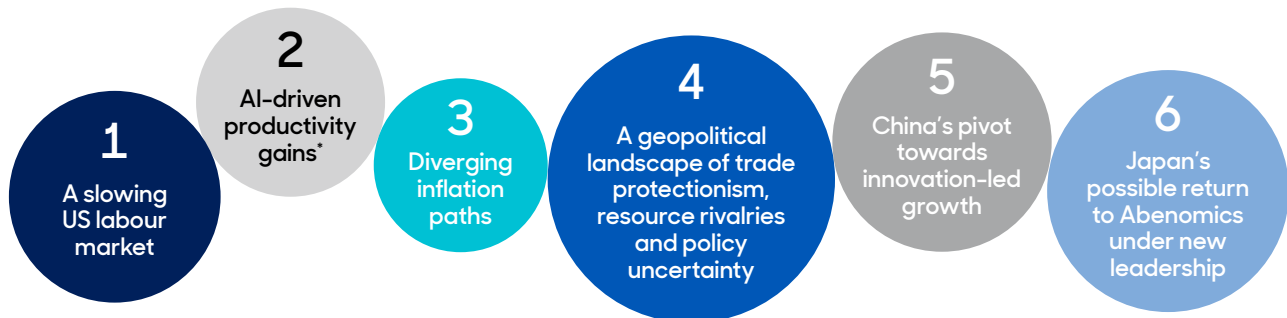 1
A slowing
US labour
market
2
AI-driven
productivity
gains*
3
Diverging
inflation
paths
4
A geopolitical
landscape of trade
protectionism,
resource rivalries
and policy
uncertainty
5
China's pivot
towards
innovation-led
growth
6
Japan's
possible return
to Abenomics
under new
leadership